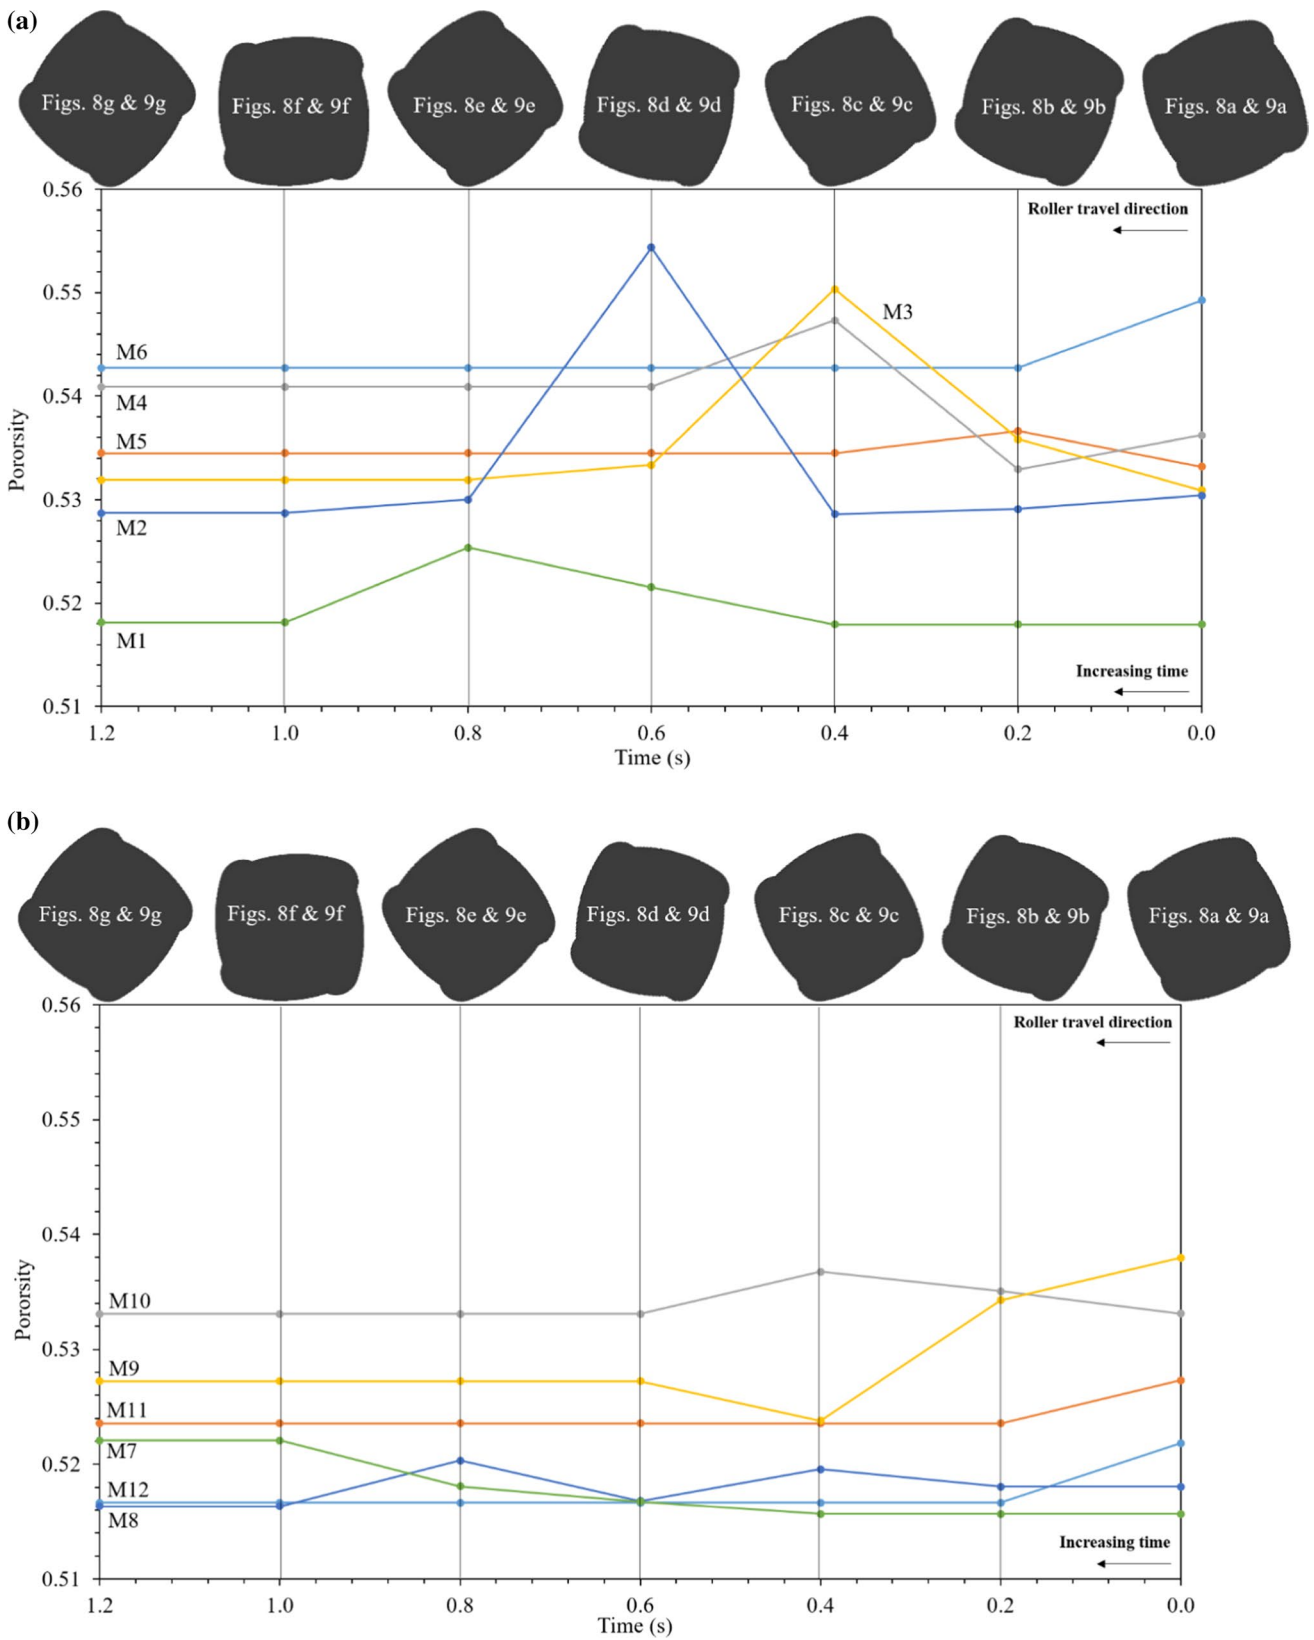 (a)
Figs. 8g & 9g
Figs. 8f & 9f
Figs. 8e & 9e
Figs. 8d & 9d
Figs. 8c & 9c
Figs. 8b & 9b
Figs. 8a & 9a
0.56
Roller travel direction
0.55
M3
M6
0.54
M4
M5
Pororsity
0.53
M2
0.52
M1
Increasing time
0.51
1.2 1.0 0.8 0.6 0.4 0.2 0.0
Time (s)
(b)
Figs. 8g & 9g
Figs. 8f & 9f
Figs. 8e & 9e
Figs. 8d & 9d
Figs. 8c & 9c
Figs. 8b & 9b
Figs. 8a & 9a
0.56
Roller travel direction
0.55
0.54
Pororsity
M10
0.53
M9
M11
M7
0.52
M12
M8
Increasing time
0.51
1.2 1.0 0.8 0.6 0.4 0.2 0.0
Time (s)